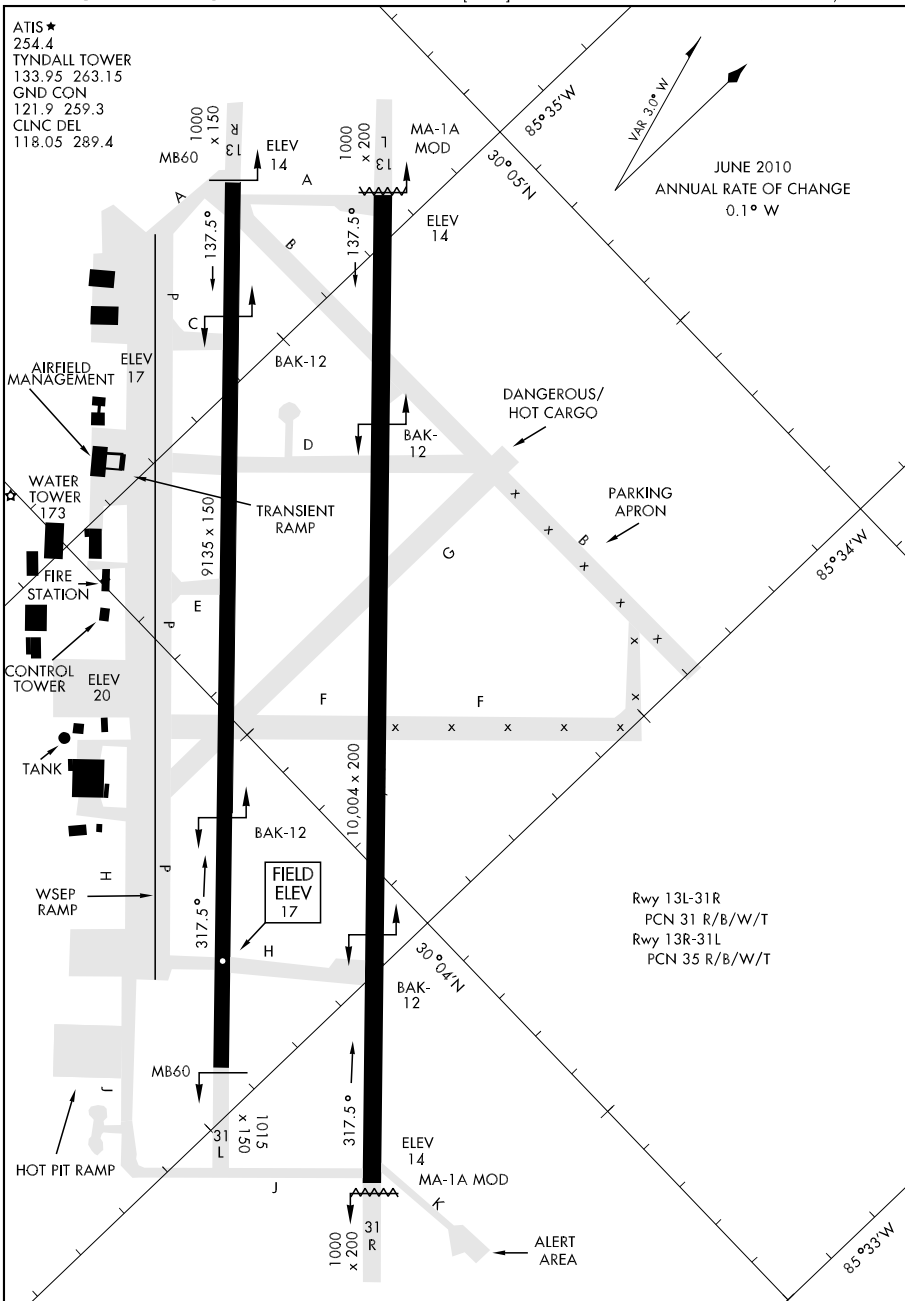 ATIS★
254.4
TYNDALL TOWER
133.95 263.15
GND CON
121.9 259.3
CLNC DEL
118.05 289.4
1000
x 150
13
R
MB60
ELEV
14
A
A
1000
x 200
13
L
MA-1A
MOD
ELEV
14
85°35'W
30°05'N
VAR 3.0° W
JUNE 2010
ANNUAL RATE OF CHANGE
0.1° W
137.5°
137.5°
B
P
C
BAK-12
ELEV
17
AIRFIELD
MANAGEMENT
DANGEROUS/
HOT CARGO
BAK-
12
D
WATER
TOWER
173
TRANSIENT
RAMP
9135 x 150
PARKING
APRON
B
G
85°34'W
FIRE
STATION
E
P
CONTROL
TOWER
ELEV
20
F
F
x
x
x
x
x
x
x
x
x
x
x
x
TANK
10,004 x 200
BAK-12
H
P
WSEP
RAMP
FIELD
ELEV
17
317.5°
H
30°04'N
BAK-
12
Rwy 13L-31R
PCN 31 R/B/W/T
Rwy 13R-31L
PCN 35 R/B/W/T
MB60
J
HOT PIT RAMP
31
L
1015
x 150
317.5°
J
ELEV
14
MA-1A MOD
K
31
R
1000
x 200
ALERT
AREA
85°33'W